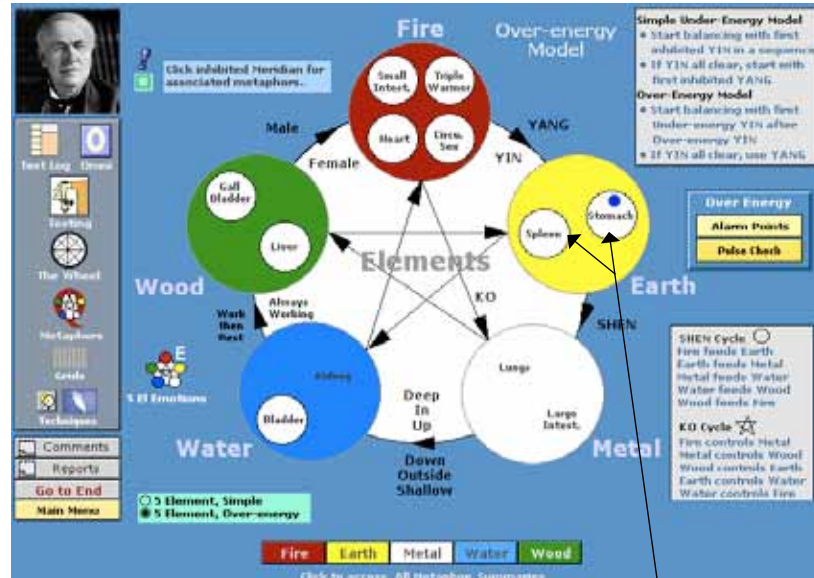 Fire
Over-energy
Model
Simple Under-Energy Model
Start balancing with first
inhibited YIN in a sequence
If YIN all clear, start with
first inhibited YANG
Over-Energy Model
Start balancing with first
Under-energy YIN after
Over-energy YIN
If YIN all clear, use YANG
Click inhibited Meridian for
associated metaphors.
Small
Intest.
Triple
Warmer
Heart
Circu.
Sex
Male
Female
YANG
YIN
Text Log
Testing
The Wheel
Metaphors
Grids
Techniques
Gall
Bladder
Liver
Wood
Elements
Spleen
Stomach
Earth
Over Energy
Alarm Points
Pulse Check
KO
SHEN
Always
Working
Work
then
Rest
E
5 El Emotions
Kidney
Bladder
Water
Deep
In
Up
Down
Outside
Shallow
Lungs
Large
Intest.
Metal
SHEN Cycle
Fire feeds Earth
Earth feeds Metal
Metal feeds Water
Water feeds Wood
Wood feeds Fire
KO Cycle
Fire controls Metal
Metal controls Wood
Wood controls Earth
Earth controls Water
Water controls Fire
Comments
Reports
Go to End
Main Menu
5 Element, Simple
5 Element, Over-energy
Fire Earth Metal Water Wood
Click to access All Metaphor Summaries